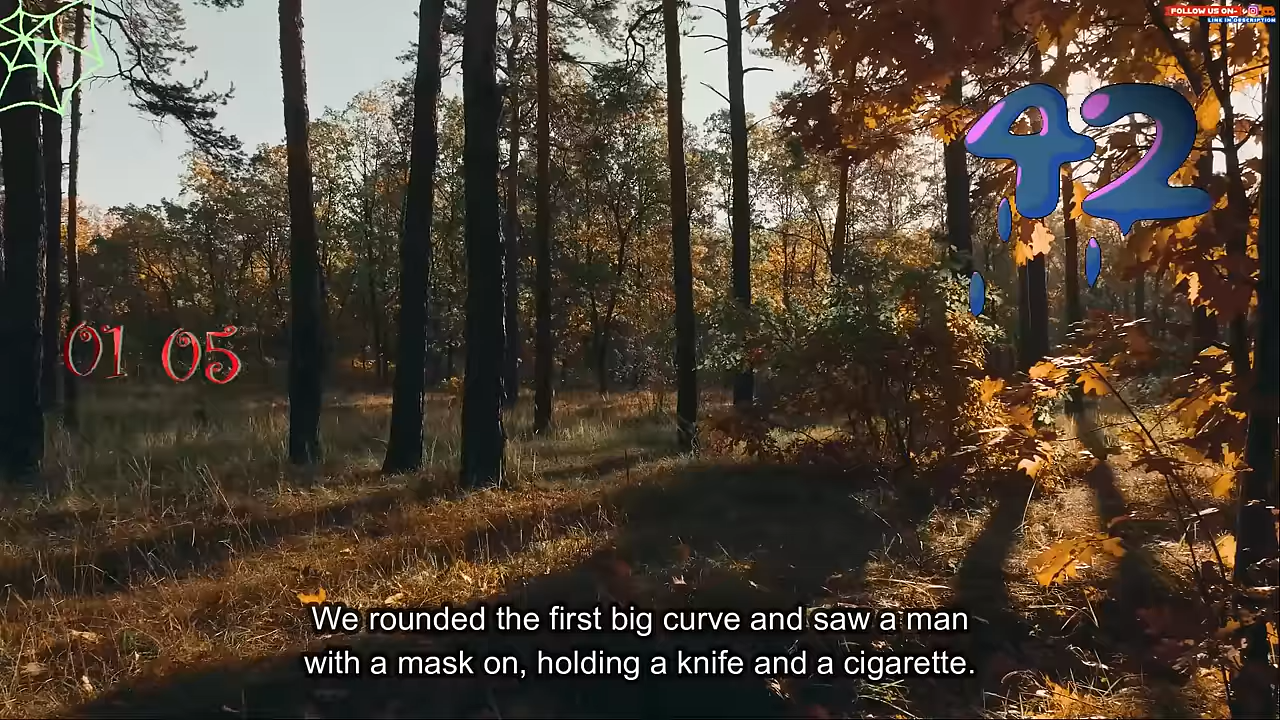 FOLLOW US ON-
LINK IN DESCRIPTION
42
01 05
We rounded the first big curve and saw a man
with a mask on, holding a knife and a cigarette.